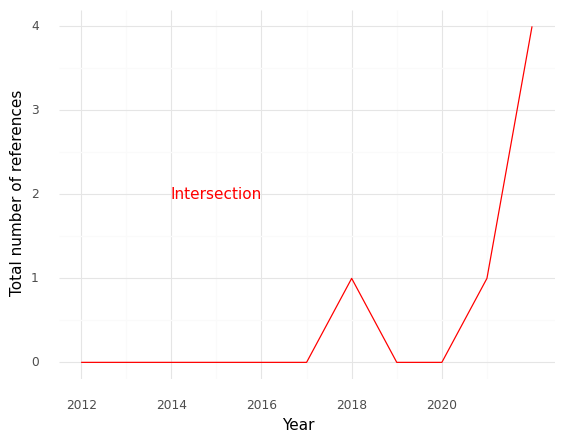 4
3
2
1
0
Total number of references
Intersection
2012 2014 2016 2018 2020
Year